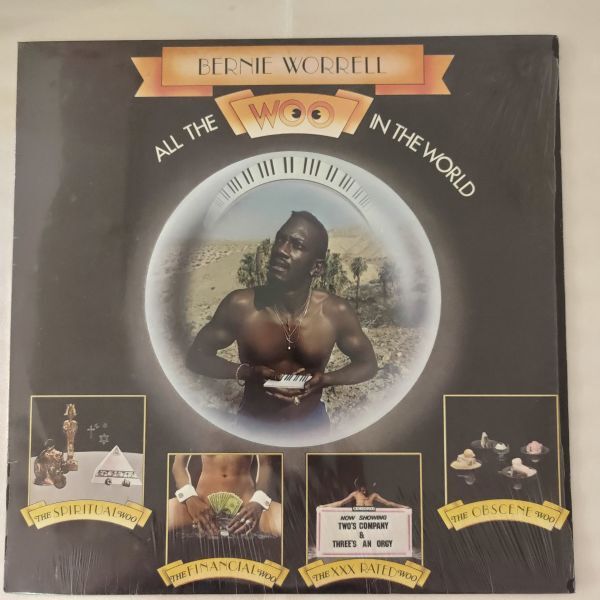 BERNIE WORRELL
ALL THE WOO IN THE WORLD
THE SPIRITUAL WOO
THE FINANCIAL WOO
NOW SHOWING
TWO'S COMPANY
&
THREE'S AN ORGY
THE XXX RATED WOO
THE OBSCENE WOO